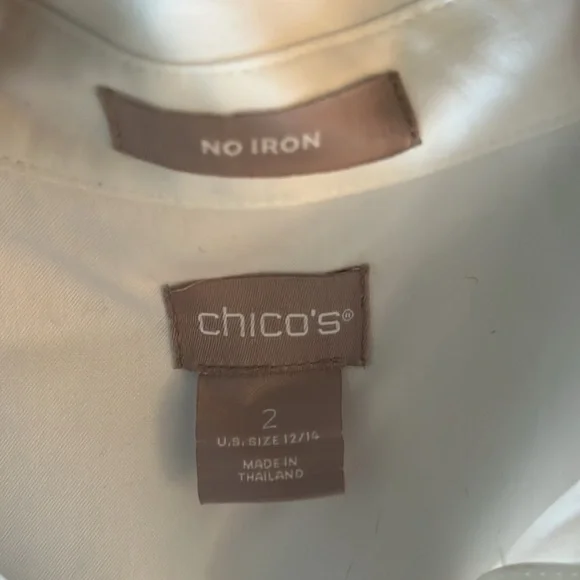 NO IRON
chico's®
2
U.S. SIZE 12/14
MADE IN
THAILAND